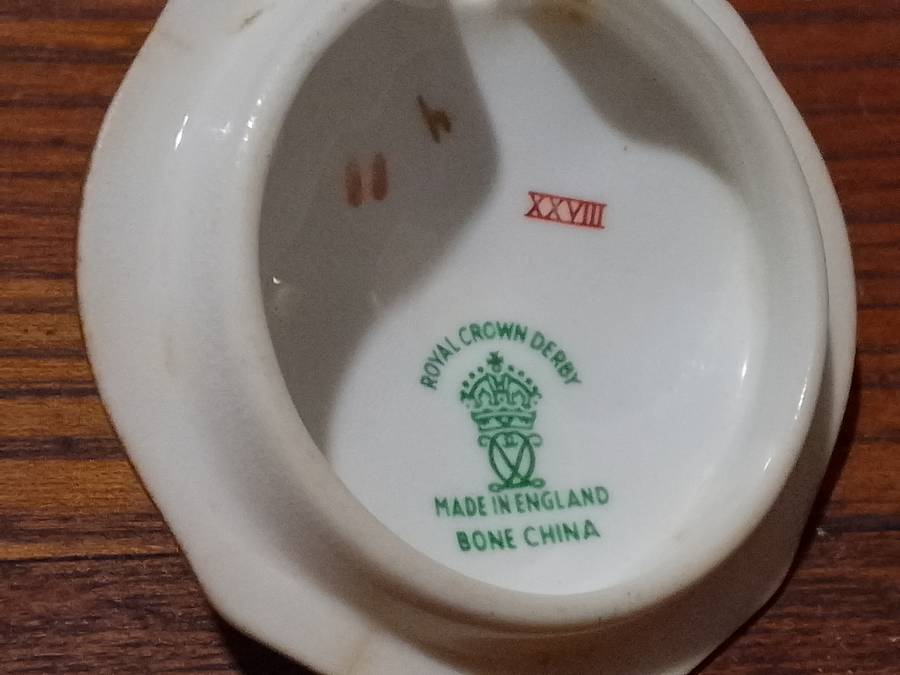 h
XXVIII
ROYAL CROWN DERBY
MADE IN ENGLAND
BONE CHINA